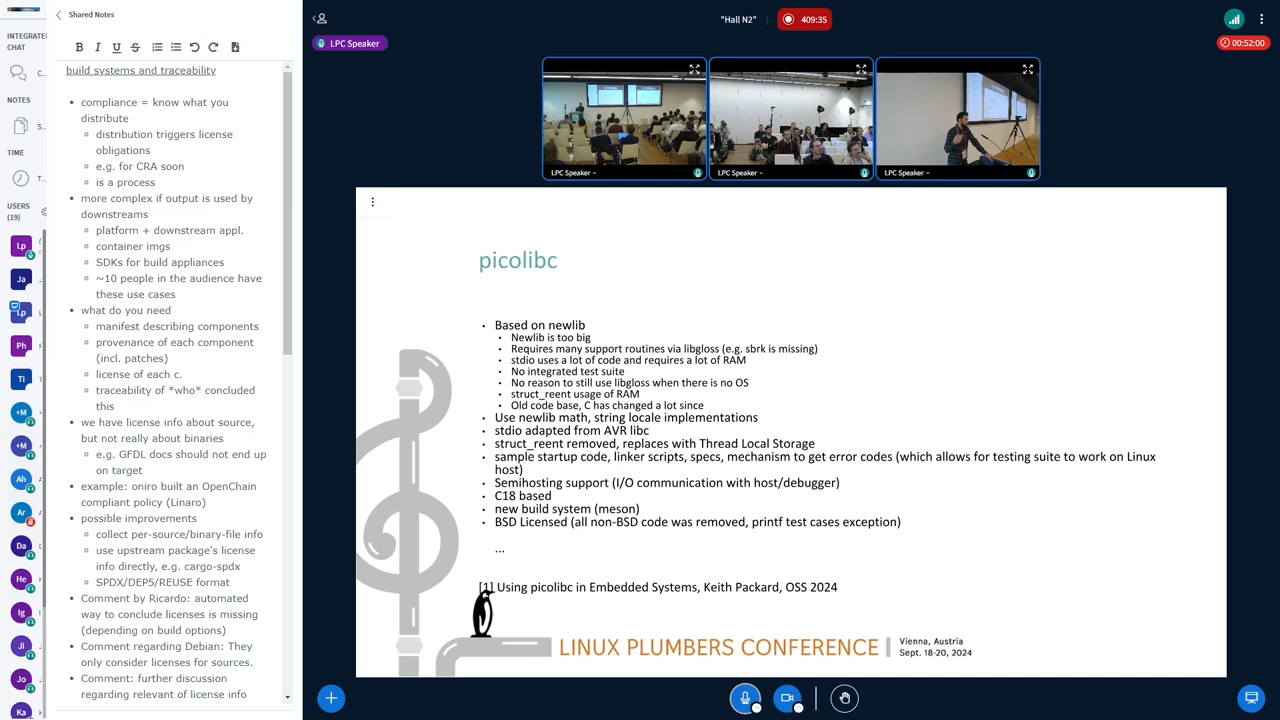 Shared Notes
"Hall N2"
409:35
00:52:00
LPC Speaker
INTEGRATE
CHAT
C..
NOTES
S..
TIME
T..
USERS
(19)
Lp
Ja
Lp
Ph
Ti
+M
+M
Ah
Ar
Da
He
Ig
Ji
Jo
Ka
B I U S
build systems and traceability
• compliance = know what you
distribute
◦ distribution triggers license
obligations
◦ e.g. for CRA soon
◦ is a process
• more complex if output is used by
downstreams
◦ platform + downstream appl.
◦ container imgs
◦ SDKs for build appliances
◦ ~10 people in the audience have
these use cases
• what do you need
◦ manifest describing components
◦ provenance of each component
(incl. patches)
◦ license of each c.
◦ traceability of *who* concluded
this
• we have license info about source,
but not really about binaries
◦ e.g. GFDL docs should not end up
on target
• example: oniro built an OpenChain
compliant policy (Linaro)
• possible improvements
◦ collect per-source/binary-file info
◦ use upstream package's license
info directly, e.g. cargo-spdx
◦ SPDX/DEP5/REUSE format
• Comment by Ricardo: automated
way to conclude licenses is missing
(depending on build options)
• Comment regarding Debian: They
only consider licenses for sources.
• Comment: further discussion
regarding relevant of license info
LPC Speaker
LPC Speaker
LPC Speaker
picolibc
• Based on newlib
• Newlib is too big
• Requires many support routines via libgloss (e.g. sbrk is missing)
• stdio uses a lot of code and requires a lot of RAM
• No integrated test suite
• No reason to still use libgloss when there is no OS
• struct_reent usage of RAM
• Old code base, C has changed a lot since
• Use newlib math, string locale implementations
• stdio adapted from AVR libc
• struct_reent removed, replaces with Thread Local Storage
• sample startup code, linker scripts, specs, mechanism to get error codes (which allows for testing suite to work on Linux
host)
• Semihosting support (I/O communication with host/debugger)
• C18 based
• new build system (meson)
• BSD Licensed (all non-BSD code was removed, printf test cases exception)
...
[1] Using picolibc in Embedded Systems, Keith Packard, OSS 2024
LINUX PLUMBERS CONFERENCE
Vienna, Austria
Sept. 18-20, 2024